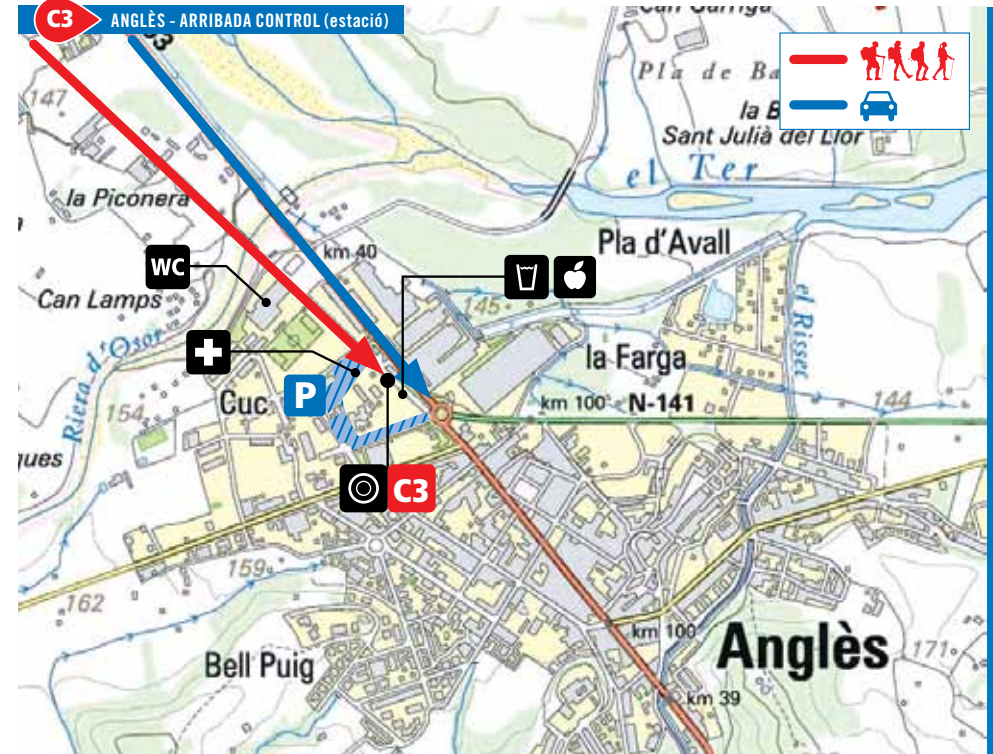 C3 ANGLÈS - ARRIBADA CONTROL (estació)
Can Garriga
147
Pla de Ba
la B
Sant Julià del Llor
el Ter
la Piconera
km 40
Pla d'Avall
WC
Can Lamps
145
el Risser
Riera d'Osor
la Farga
P
Cuc
km 100
N-141
144
154
gues
C3
159
162
km 100
Anglès
171
Bell Puig
km 39